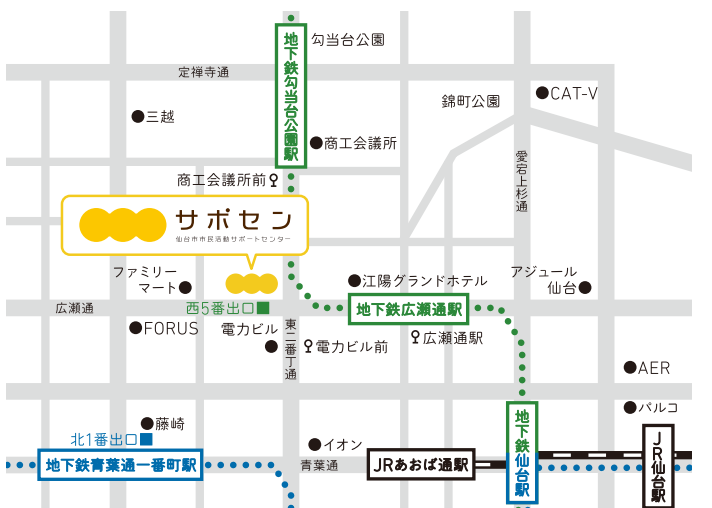 勾当台公園
地下鉄勾当台公園駅
定禅寺通
錦町公園
CAT-V
三越
商工会議所
愛宕上杉通
商工会議所前
サポセン
仙台市市民活動サポートセンター
ファミリー
マート
江陽グランドホテル
アジュール
仙台
広瀬通
西5番出口
地下鉄広瀬通駅
FORUS
電力ビル
東二番丁通
電力ビル前
広瀬通駅
AER
パルコ
藤崎
北1番出口
イオン
地下鉄仙台駅
JR仙台駅
地下鉄青葉通一番町駅
青葉通
JRあおば通駅